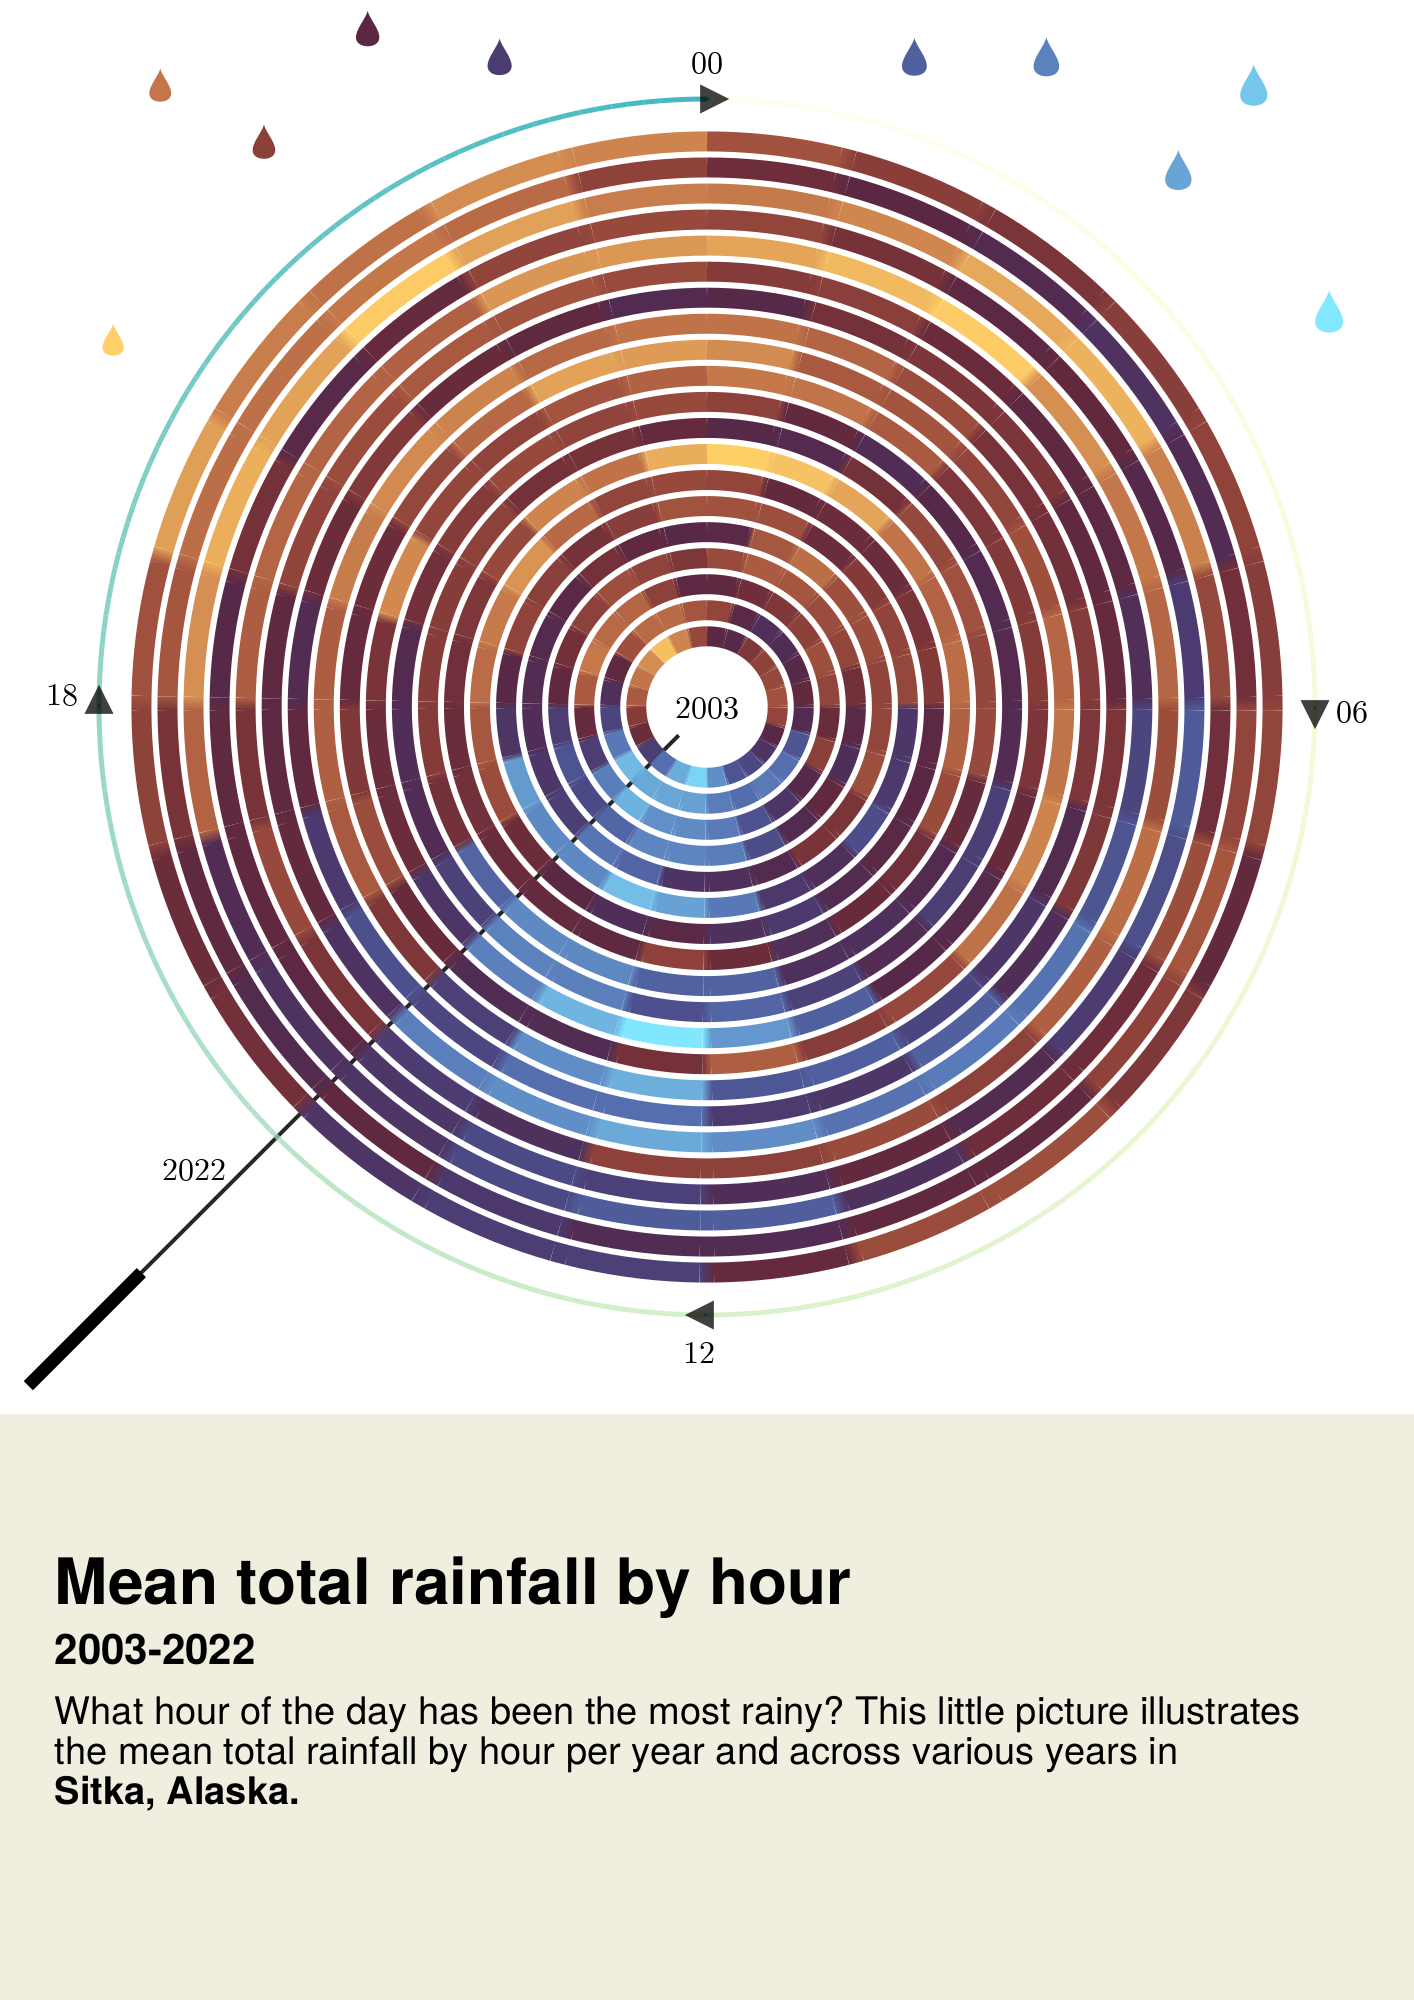 00
18
2003
06
2022
12
Mean total rainfall by hour
2003-2022
What hour of the day has been the most rainy? This little picture illustrates
the mean total rainfall by hour per year and across various years in
Sitka, Alaska.